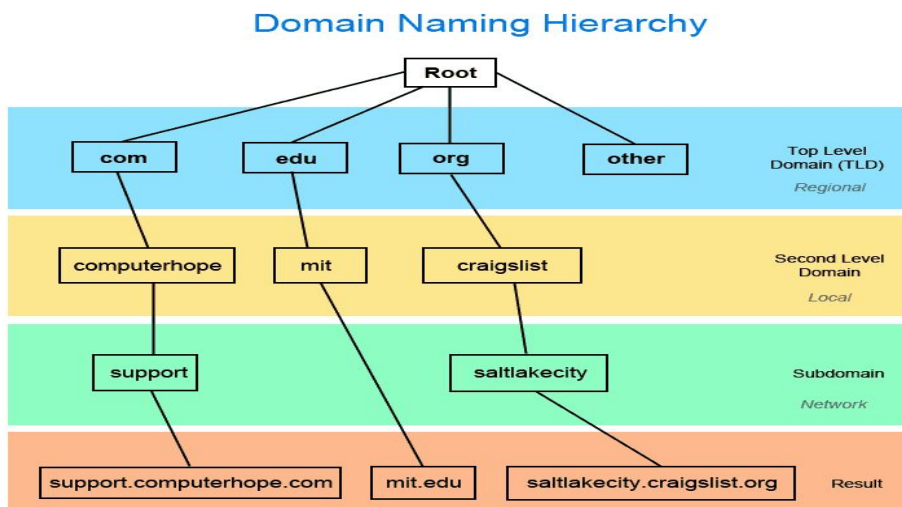 Domain Naming Hierarchy
Root
com
edu
org
other
Top Level
Domain (TLD)
Regional
computerhope
mit
craigslist
Second Level
Domain
Local
support
saltlakecity
Subdomain
Network
support.computerhope.com
mit.edu
saltlakecity.craigslist.org
Result